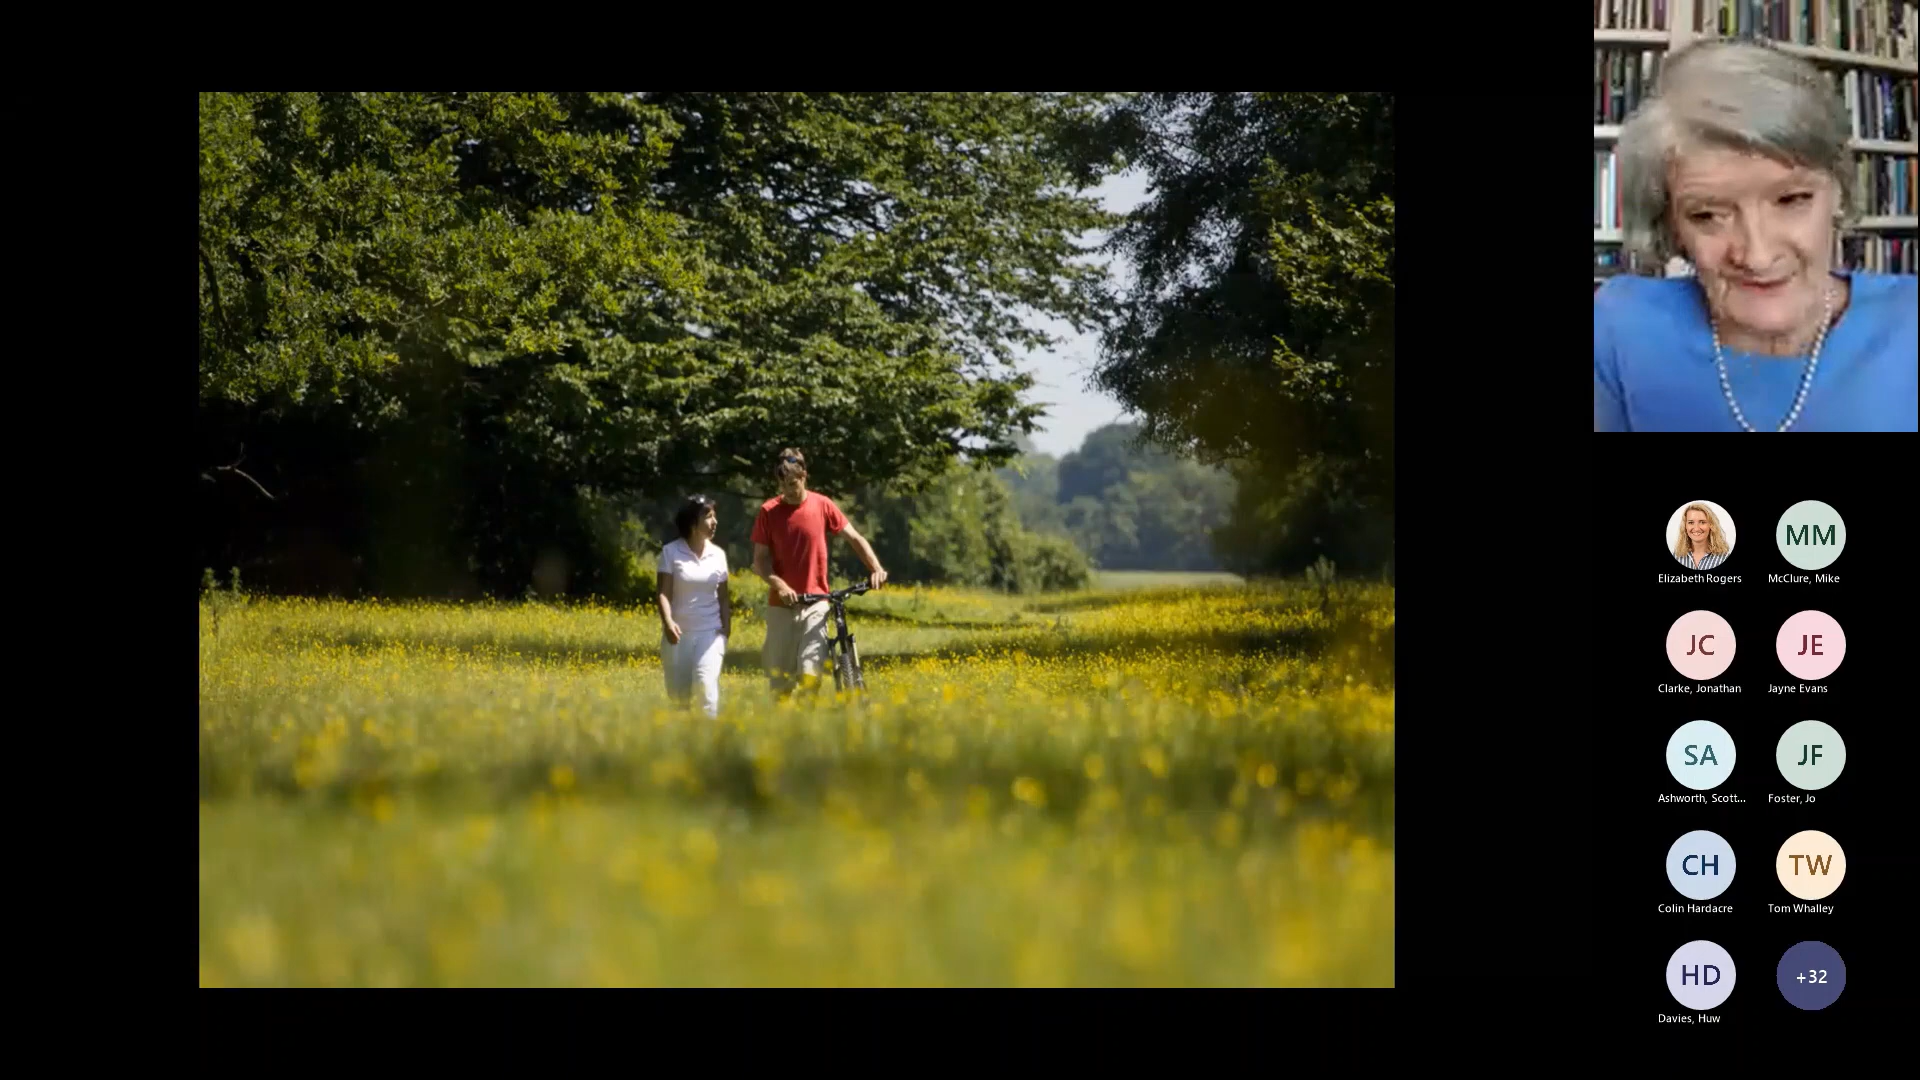 Elizabeth Rogers
MM
McClure, Mike
JC
Clarke, Jonathan
JE
Jayne Evans
SA
Ashworth, Scott...
JF
Foster, Jo
CH
Colin Hardacre
TW
Tom Whalley
HD
Davies, Huw
+32